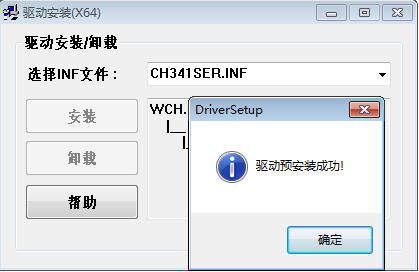 驱动安装(X64)
驱动安装/卸载
选择INF文件：
CH341SER.INF
安装
卸载
帮助
WCH.
|__
|_
DriverSetup
驱动预安装成功!
确定